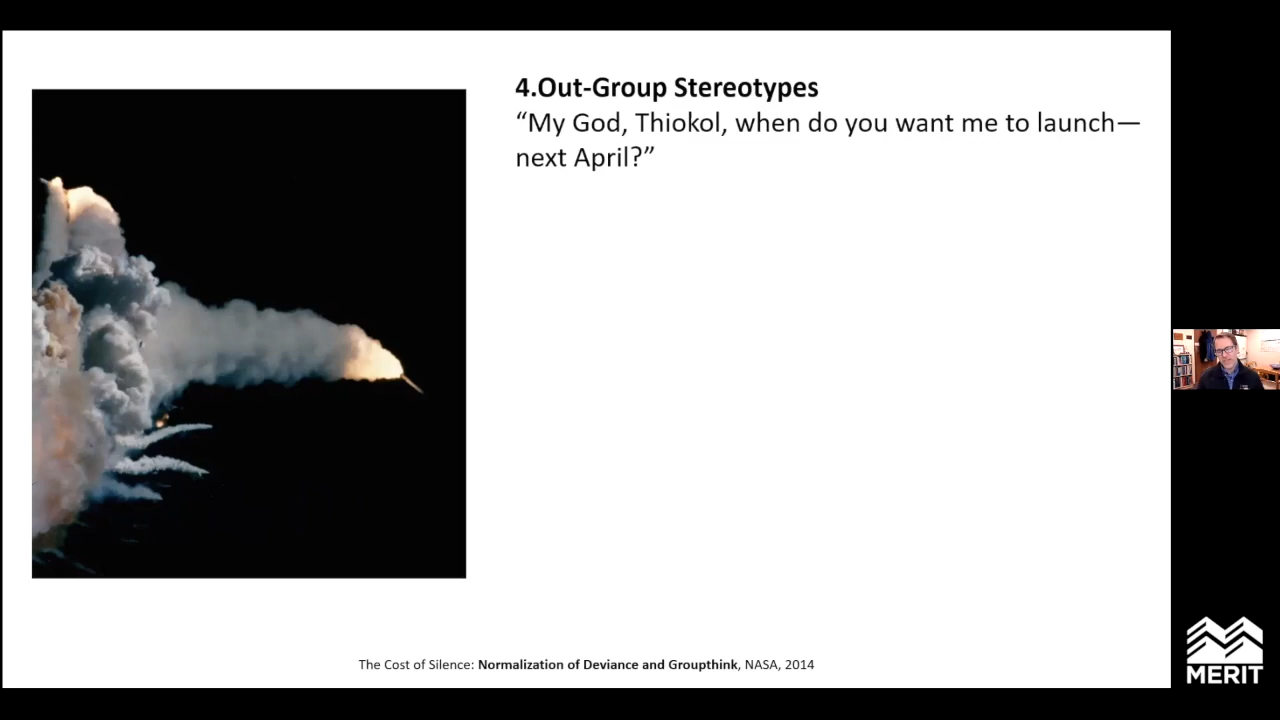 4.Out-Group Stereotypes
“My God, Thiokol, when do you want me to launch—
next April?”
The Cost of Silence: Normalization of Deviance and Groupthink, NASA, 2014
MERIT